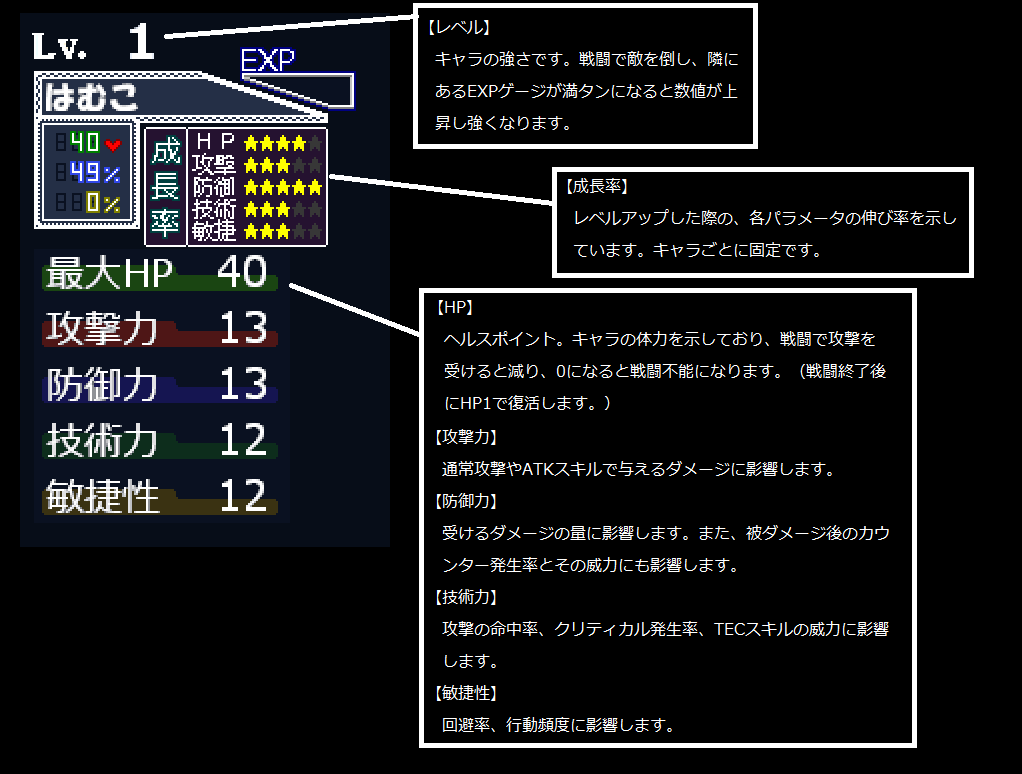 Lv. 1
EXP
はむこ
40
49%
0%
成長率
HP ★★★★★
攻撃 ★★★★★
防御 ★★★★★
技術 ★★★★★
敏捷 ★★★★★
最大HP 40
攻撃力 13
防御力 13
技術力 12
敏捷性 12
【レベル】
キャラの強さです。戦闘で敵を倒し、隣に
あるEXPゲージが満タンになると数値が上
昇し強くなります。
【成長率】
レベルアップした際の、各パラメータの伸び率を示し
ています。キャラごとに固定です。
【HP】
ヘルスポイント。キャラの体力を示しており、戦闘で攻撃を
受けると減り、0になると戦闘不能になります。（戦闘終了後
にHP1で復活します。）
【攻撃力】
通常攻撃やATKスキルで与えるダメージに影響します。
【防御力】
受けるダメージの量に影響します。また、被ダメージ後のカウ
ンター発生率とその威力にも影響します。
【技術力】
攻撃の命中率、クリティカル発生率、TECスキルの威力に影響
します。
【敏捷性】
回避率、行動頻度に影響します。